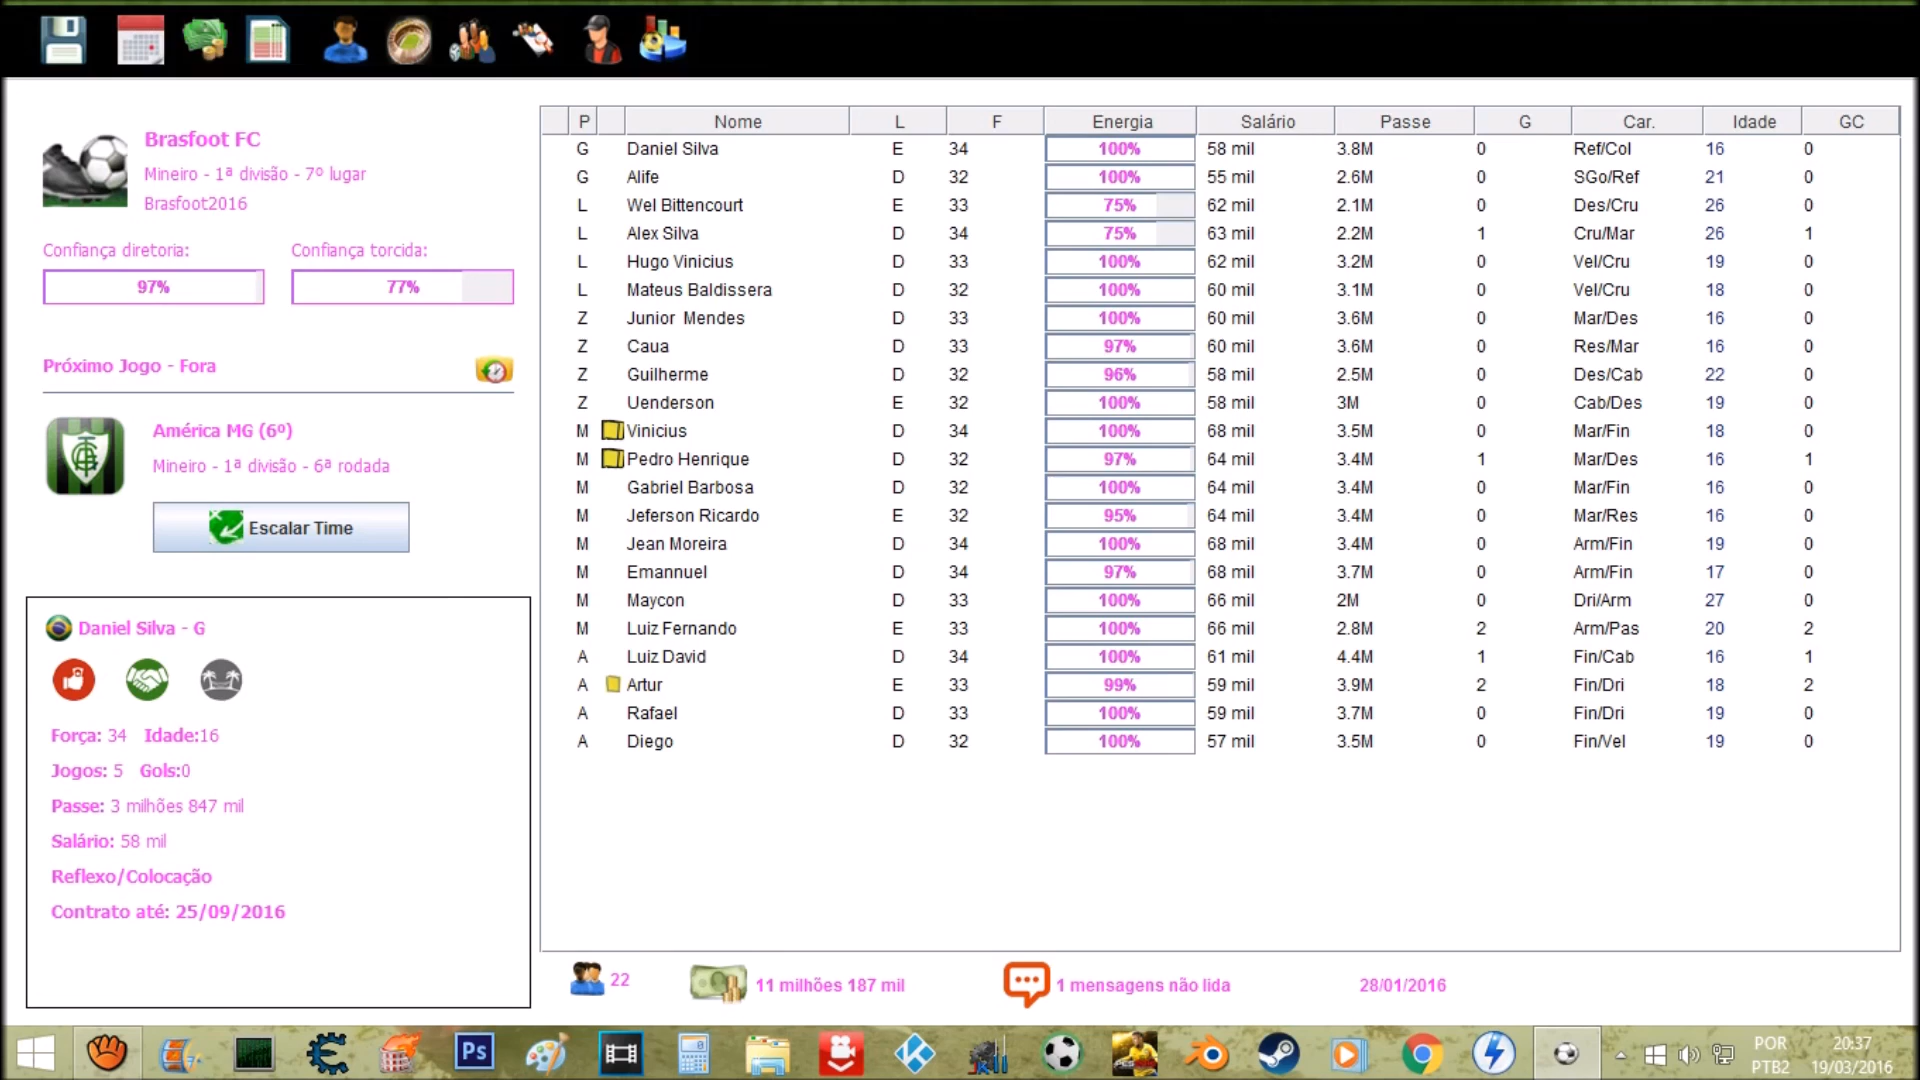 Brasfoot FC
Mineiro - 1ª divisão - 7º lugar
Brasfoot2016
Confiança diretoria: Confiança torcida:
97% 77%
Próximo Jogo - Fora
América MG (6º)
Mineiro - 1ª divisão - 6ª rodada
Escalar Time
Daniel Silva - G
Força: 34 Idade:16
Jogos: 5 Gols:0
Passe: 3 milhões 847 mil
Salário: 58 mil
Reflexo/Colocação
Contrato até: 25/09/2016
P Nome L F Energia Salário Passe G Car. Idade GC
G Daniel Silva E 34 100% 58 mil 3.8M 0 Ref/Col 16 0
G Alife D 32 100% 55 mil 2.6M 0 SGo/Ref 21 0
L Wel Bittencourt E 33 75% 62 mil 2.1M 0 Des/Cru 26 0
L Alex Silva D 34 75% 63 mil 2.2M 1 Cru/Mar 26 1
L Hugo Vinicius D 33 100% 62 mil 3.2M 0 Vel/Cru 19 0
L Mateus Baldissera D 32 100% 60 mil 3.1M 0 Vel/Cru 18 0
Z Junior Mendes D 33 100% 60 mil 3.6M 0 Mar/Des 16 0
Z Caua D 33 97% 60 mil 3.6M 0 Res/Mar 16 0
Z Guilherme D 32 96% 58 mil 2.5M 0 Des/Cab 22 0
Z Uenderson E 32 100% 58 mil 3M 0 Cab/Des 19 0
M Vinicius D 34 100% 68 mil 3.5M 0 Mar/Fin 18 0
M Pedro Henrique D 32 97% 64 mil 3.4M 1 Mar/Des 16 1
M Gabriel Barbosa D 32 100% 64 mil 3.4M 0 Mar/Fin 16 0
M Jeferson Ricardo E 32 95% 64 mil 3.4M 0 Mar/Res 16 0
M Jean Moreira D 34 100% 68 mil 3.4M 0 Arm/Fin 19 0
M Emannuel D 34 97% 68 mil 3.7M 0 Arm/Fin 17 0
M Maycon D 33 100% 66 mil 2M 0 Dri/Arm 27 0
M Luiz Fernando E 33 100% 66 mil 2.8M 2 Arm/Pas 20 2
A Luiz David D 34 100% 61 mil 4.4M 1 Fin/Cab 16 1
A Artur E 33 99% 59 mil 3.9M 2 Fin/Dri 18 2
A Rafael D 33 100% 59 mil 3.7M 0 Fin/Dri 19 0
A Diego D 32 100% 57 mil 3.5M 0 Fin/Vel 19 0
22 11 milhões 187 mil 1 mensagens não lida 28/01/2016
Ps
POR 20:37
PTB2 19/03/2016